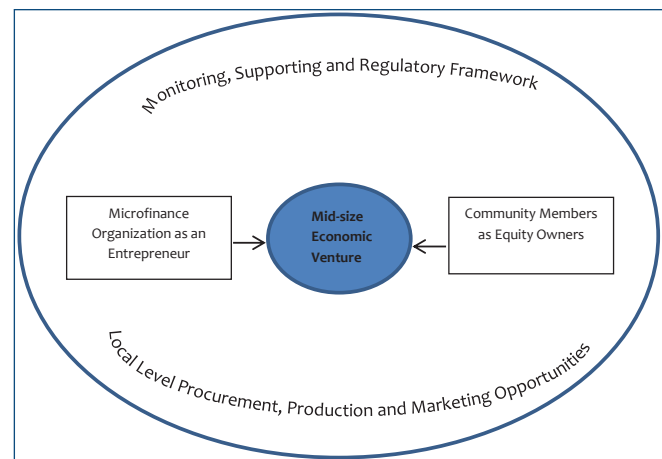 Monitoring, Supporting and Regulatory Framework
Microfinance
Organization as an
Entrepreneur
Mid-size
Economic
Venture
Community Members
as Equity Owners
Local Level Procurement, Production and Marketing Opportunities